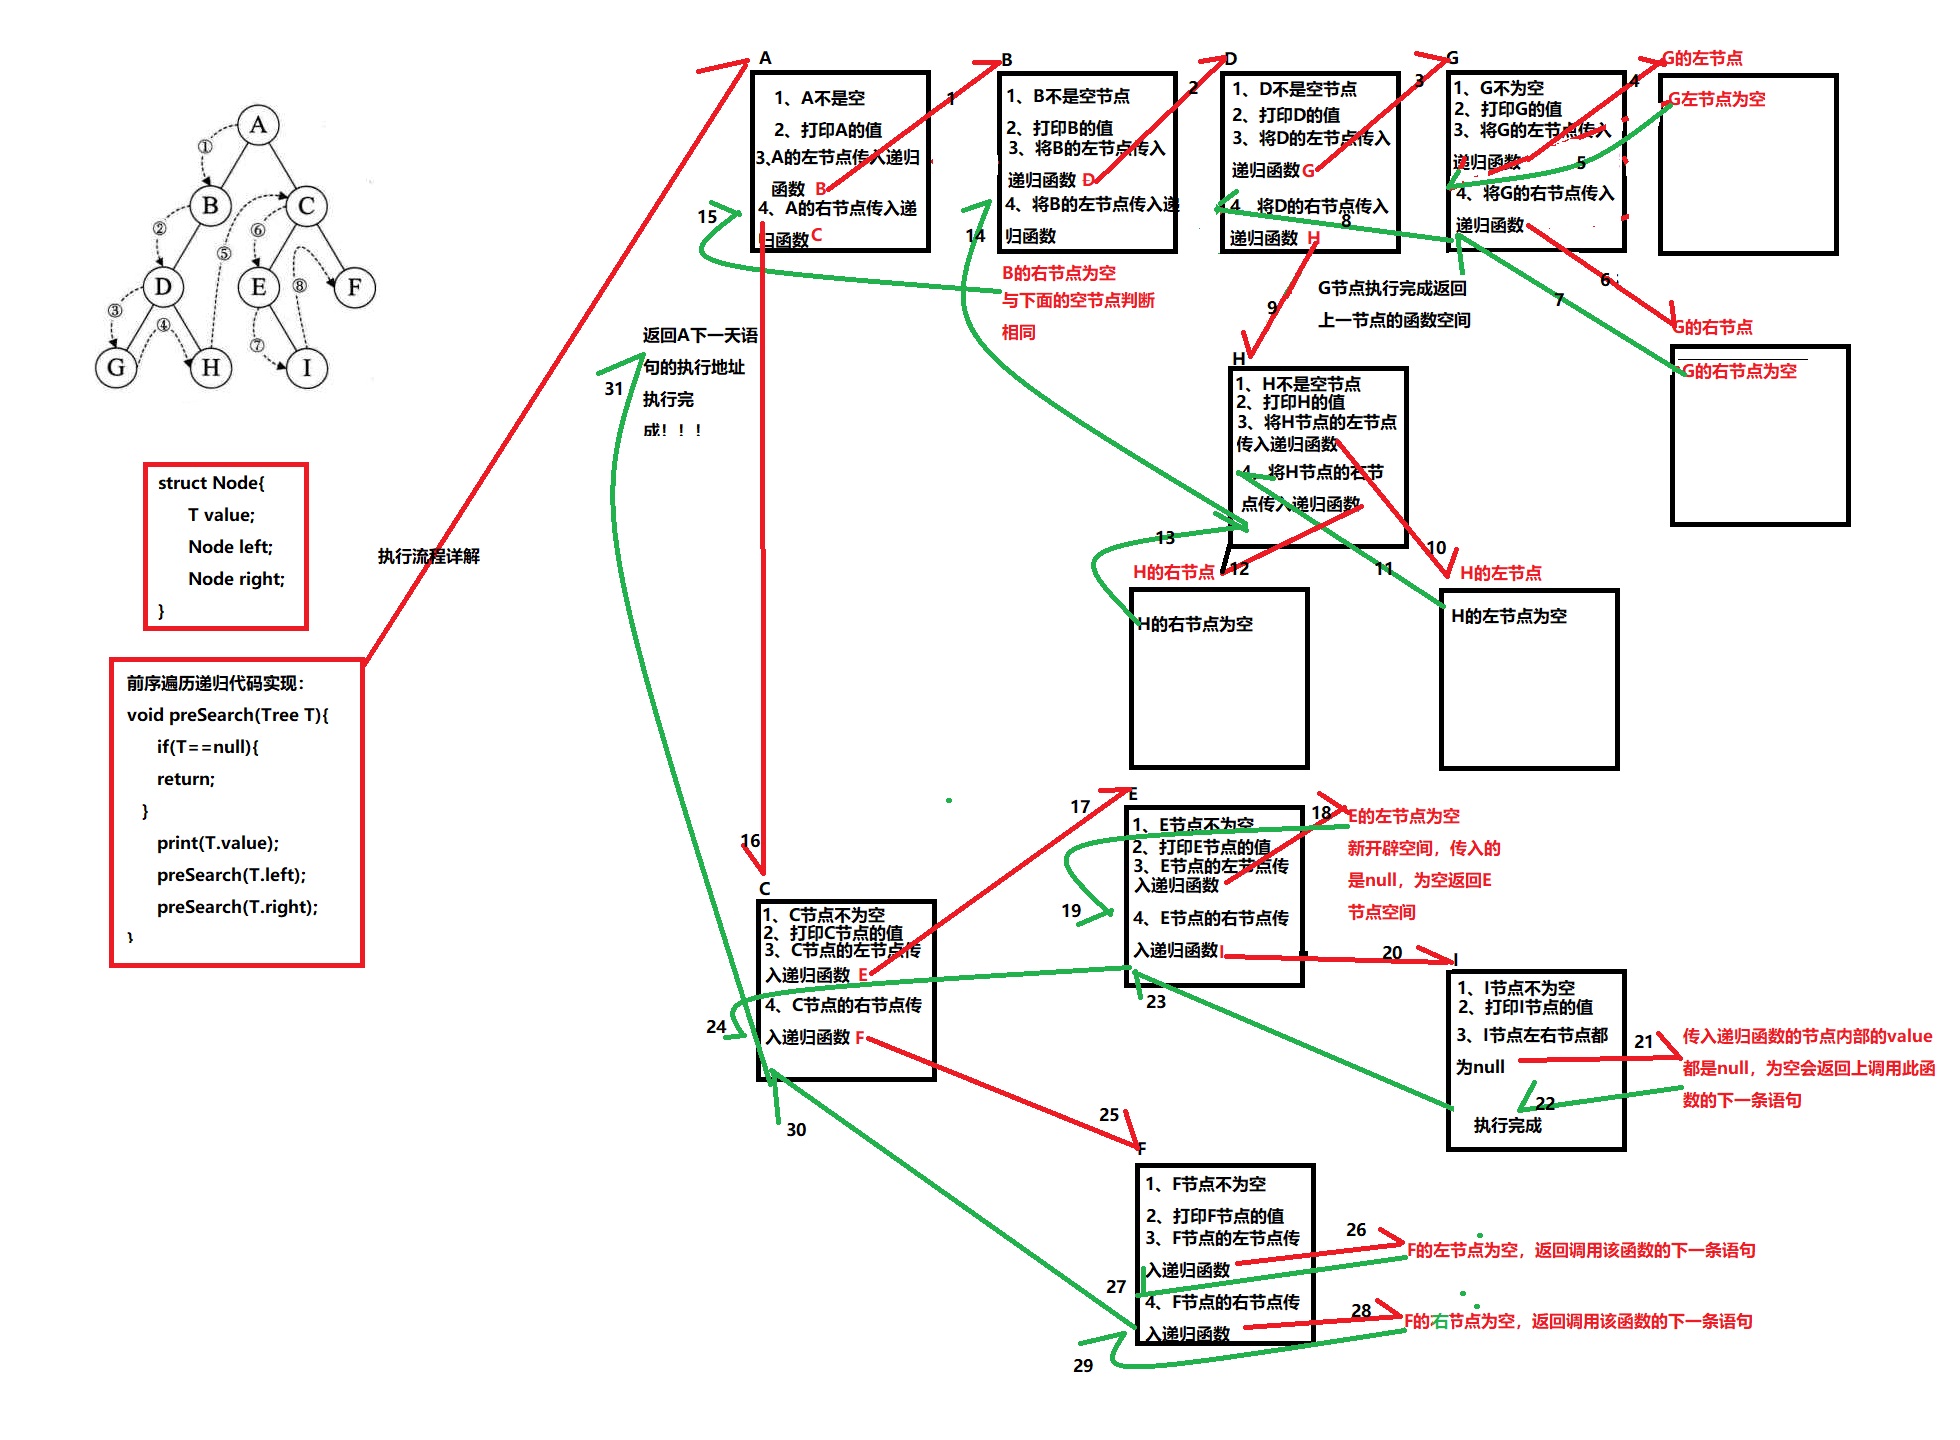 A
①
B
C
②
⑤
⑥
D
E
F
③
④
⑧
⑦
G
H
I
struct Node{
T value;
Node left;
Node right;
}
执行流程详解
前序遍历递归代码实现：
void preSearch(Tree T){
if(T==null){
return;
}
print(T.value);
preSearch(T.left);
preSearch(T.right);
}
A
1、A不是空
2、打印A的值
3、A的左节点传入递归
函数 B
4、A的右节点传入递
归函数C
1
B
1、B不是空节点
2、打印B的值
3、将B的左节点传入
递归函数 D
4、将B的左节点传入递
归函数
B的右节点为空
与下面的空节点判断
相同
2
D
1、D不是空节点
2、打印D的值
3、将D的左节点传入
递归函数G
4、将D的右节点传入
递归函数 H
3
G
1、G不为空
2、打印G的值
3、将G的左节点传入
递归函数
4、将G的右节点传入
递归函数
4
G的左节点
G左节点为空
5
6
7
G的右节点
G的右节点为空
8
G节点执行完成返回
上一节点的函数空间
9
H
1、H不是空节点
2、打印H的值
3、将H节点的左节点
传入递归函数
4、将H节点的右节
点传入递归函数
10
H的左节点
H的左节点为空
11
12
H的右节点
H的右节点为空
13
14
15
返回A下一天语
句的执行地址
执行完
成！！！
31
16
C
1、C节点不为空
2、打印C节点的值
3、C节点的左节点传
入递归函数 E
4、C节点的右节点传
入递归函数 F
17
E
1、E节点不为空
2、打印E节点的值
3、E节点的左节点传
入递归函数
4、E节点的右节点传
入递归函数I
18
E的左节点为空
新开辟空间，传入的
是null，为空返回E
节点空间
19
20
I
1、I节点不为空
2、打印I节点的值
3、I节点左右节点都
为null
执行完成
21
传入递归函数的节点内部的value
都是null，为空会返回上调用此函
数的下一条语句
22
23
24
25
F
1、F节点不为空
2、打印F节点的值
3、F节点的左节点传
入递归函数
4、F节点的右节点传
入递归函数
26
F的左节点为空，返回调用该函数的下一条语句
27
28
F的右节点为空，返回调用该函数的下一条语句
29
30